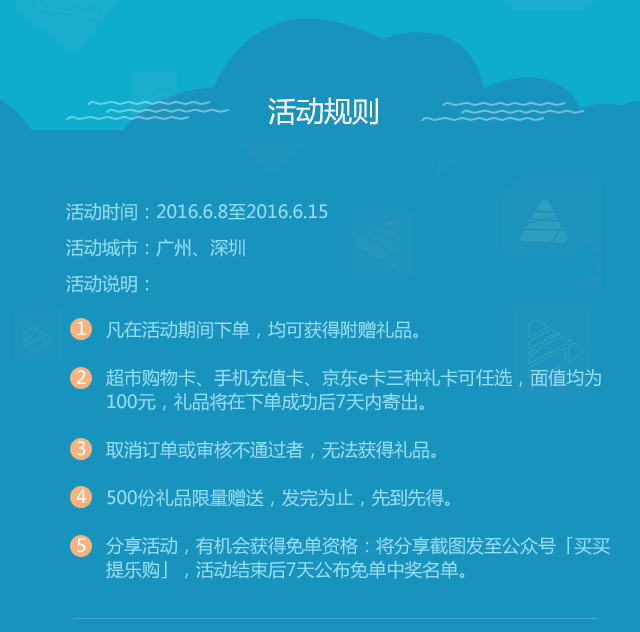 活动规则
活动时间：2016.6.8至2016.6.15
活动城市：广州、深圳
活动说明：
1 凡在活动期间下单，均可获得附赠礼品。
2 超市购物卡、手机充值卡、京东e卡三种礼卡可任选，面值均为
100元，礼品将在下单成功后7天内寄出。
3 取消订单或审核不通过者，无法获得礼品。
4 500份礼品限量赠送，发完为止，先到先得。
5 分享活动，有机会获得免单资格：将分享截图发至公众号「买买
提乐购」，活动结束后7天公布免单中奖名单。